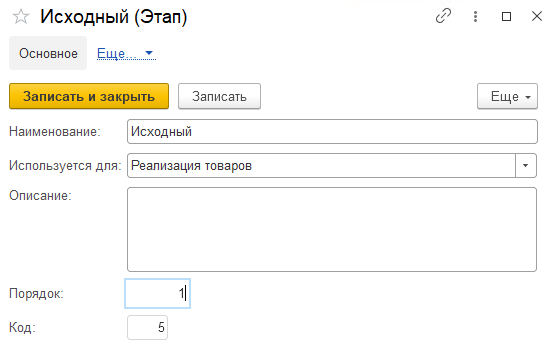 Исходный (Этап)
Основное Еще...
Записать и закрыть Записать Еще
Наименование: Исходный
Используется для: Реализация товаров
Описание:
Порядок: 1
Код: 5